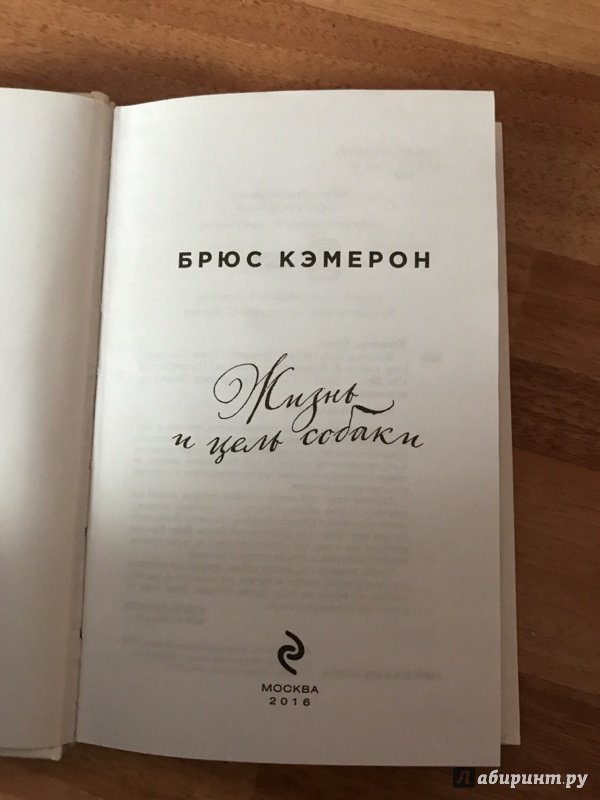 БРЮС КЭМЕРОН
Жизнь
и цель собаки
МОСКВА
2016
Лабиринт.ру